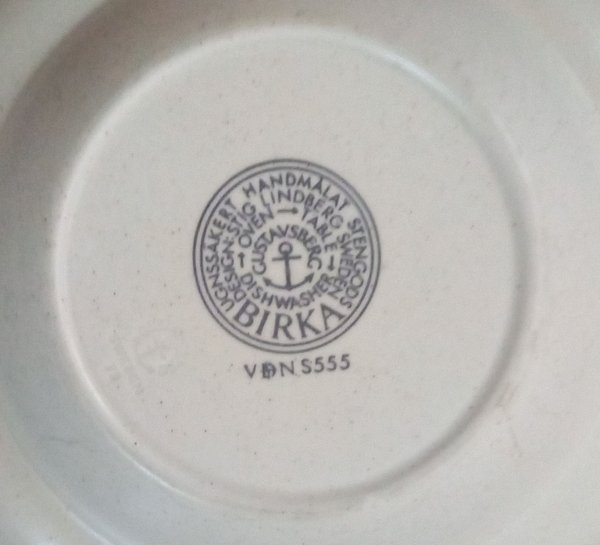 UGNSSÄKERT HANDMÅLAT STENGODS
DESIGN: STIG LINDBERG SWEDEN
OVEN → TABLE ↓
DISHWASHER ↑
GUSTAVSBERG
BIRKA
VDN S555